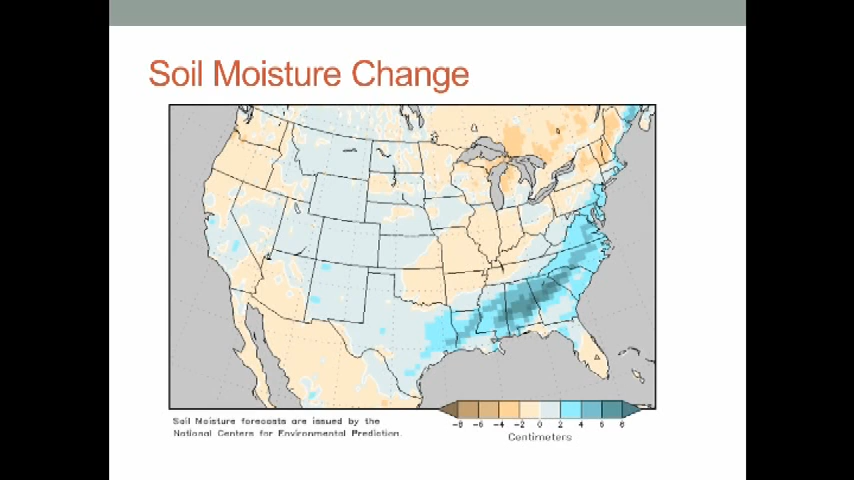 Soil Moisture Change
Soil Moisture forecasts are issued by the
National Centers for Environmental Prediction.
-8 -6 -4 -2 0 2 4 6 8
Centimeters